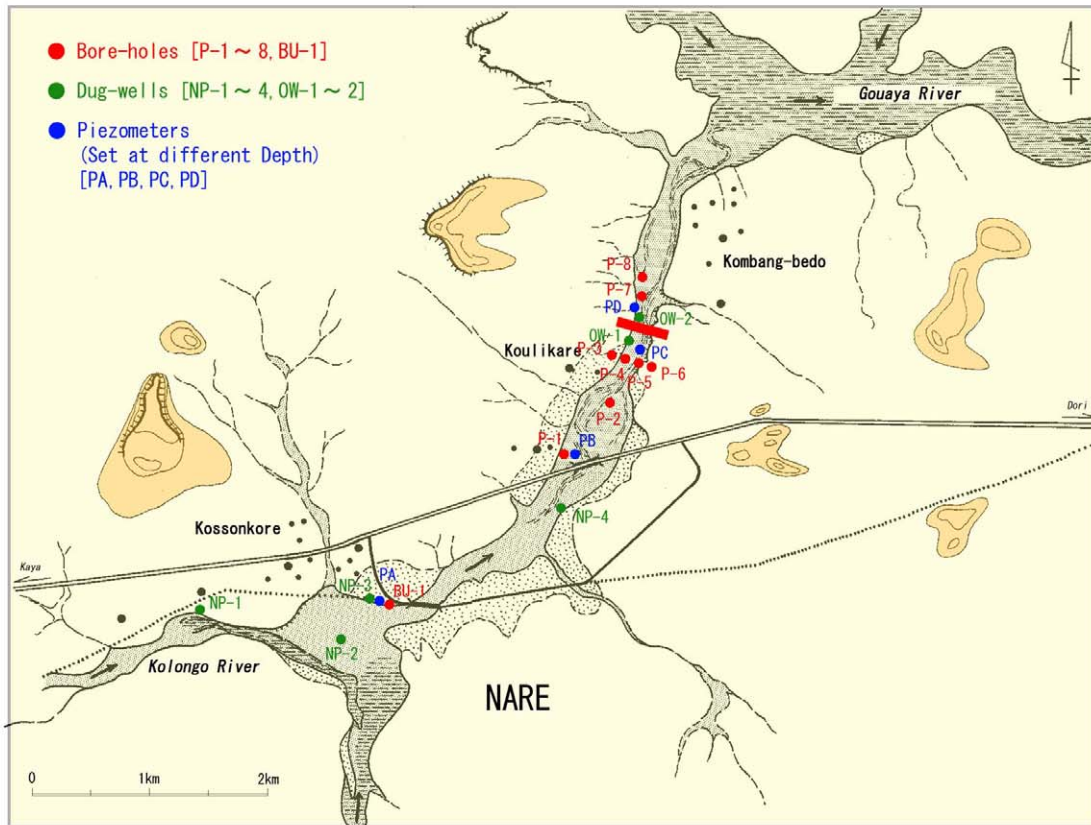 Bore-holes [P-1 ~ 8, BU-1]
Dug-wells [NP-1 ~ 4, OW-1 ~ 2]
Piezometers
(Set at different Depth)
[PA, PB, PC, PD]
Gouaya River
Kombang-bedo
P-8
P-7
PD
OW-2
OW-1
Koulikare
P-3
PC
P-4
P-5
P-6
P-2
Dori
P-1
PB
NP-4
Kossonkore
Kaya
PA
NP-3
BU-1
NP-1
NP-2
Kolongo River
NARE
0
1km
2km